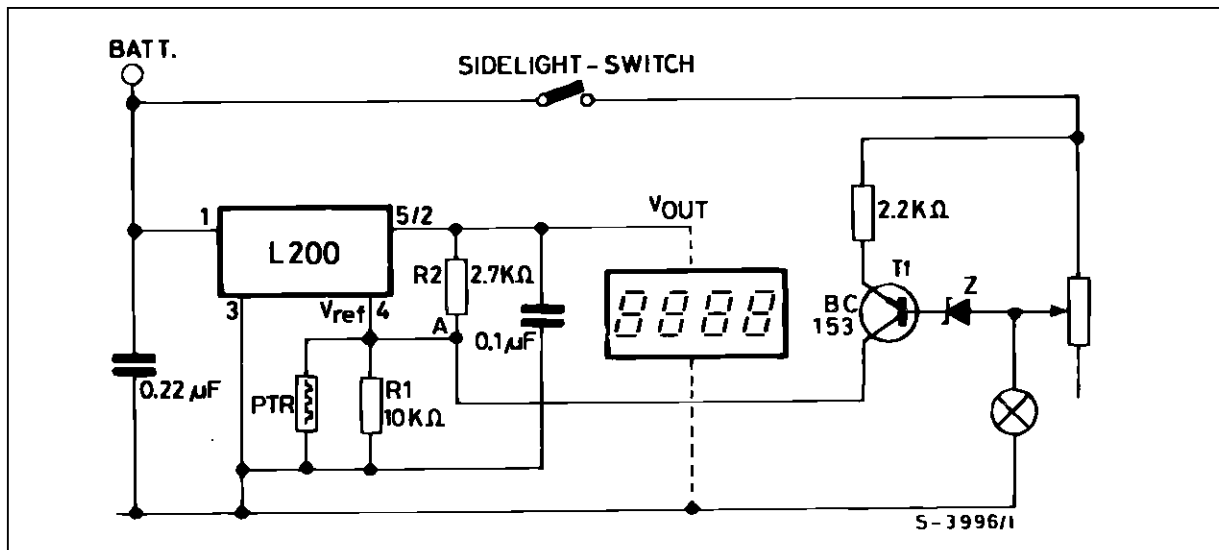 BATT.
SIDELIGHT-SWITCH
1
L200
5/2
3
Vref
4
R2
2.7KΩ
A
0.1µF
VOUT
8888
2.2KΩ
T1
BC
153
Z
0.22µF
PTR
R1
10KΩ
S-3996/1